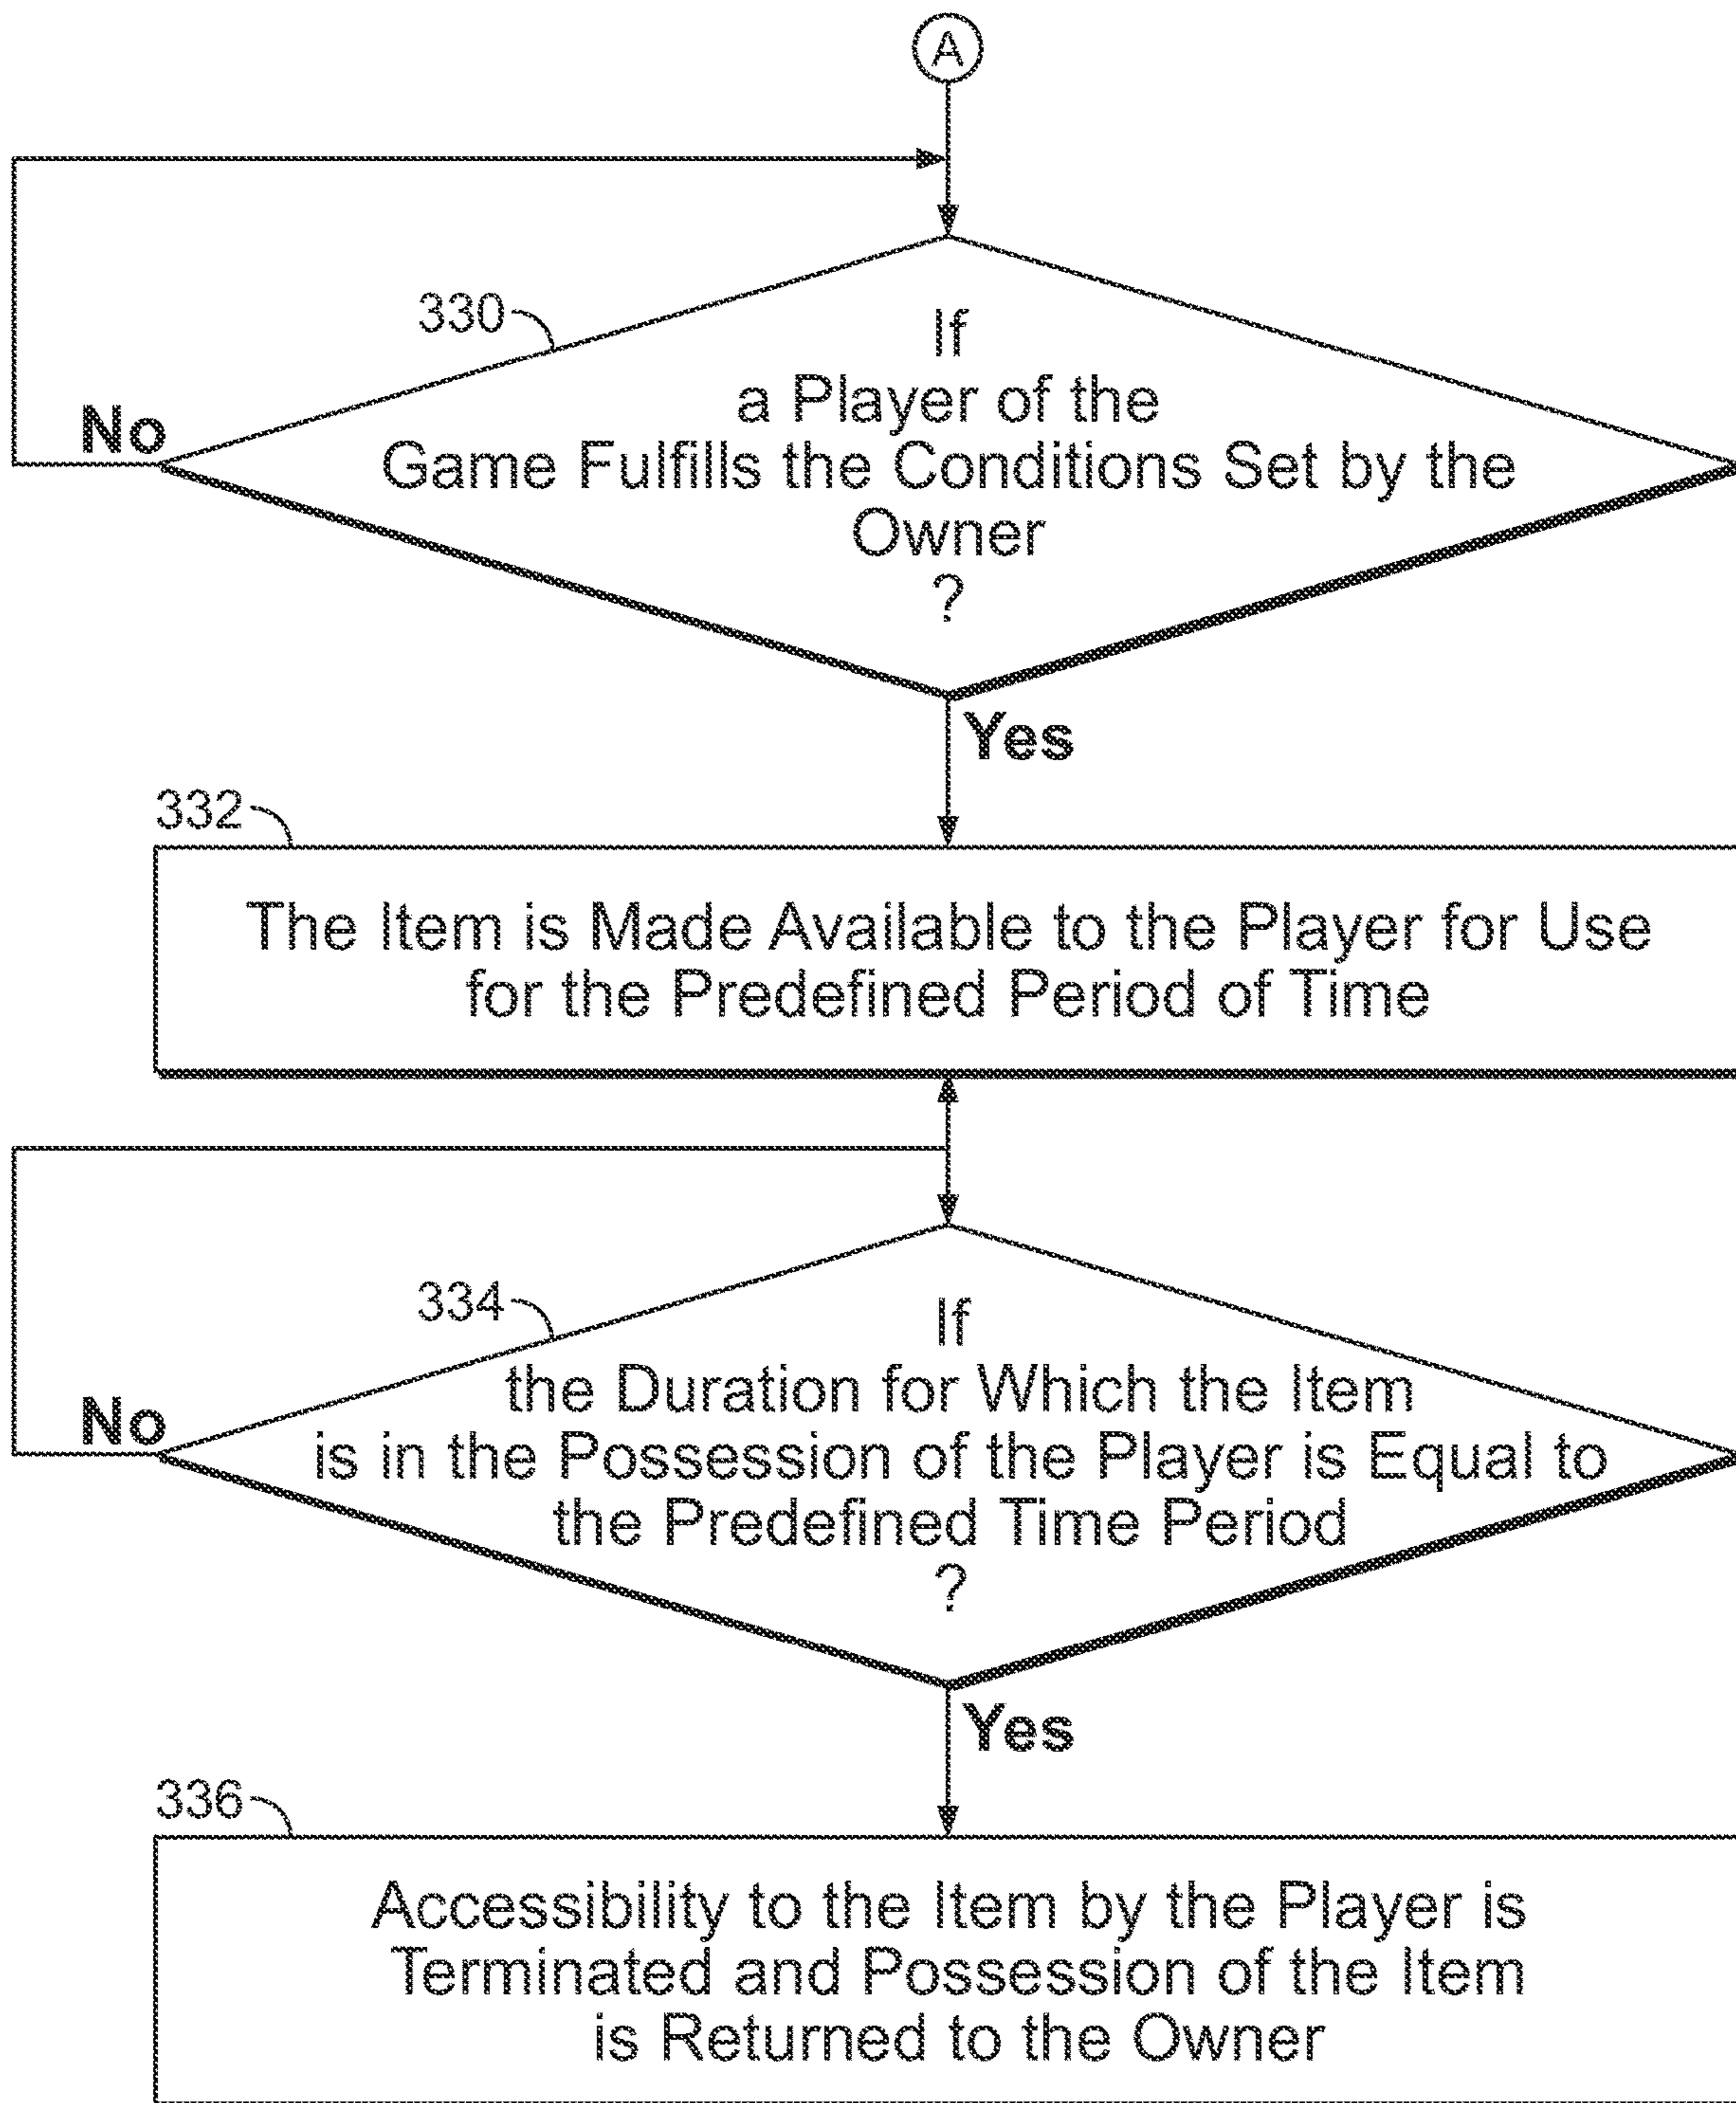 A
330
If
a Player of the
Game Fulfills the Conditions Set by the
Owner
?
No
Yes
332
The Item is Made Available to the Player for Use
for the Predefined Period of Time
334
If
the Duration for Which the Item
is in the Possession of the Player is Equal to
the Predefined Time Period
?
No
Yes
336
Accessibility to the Item by the Player is
Terminated and Possession of the Item
is Returned to the Owner